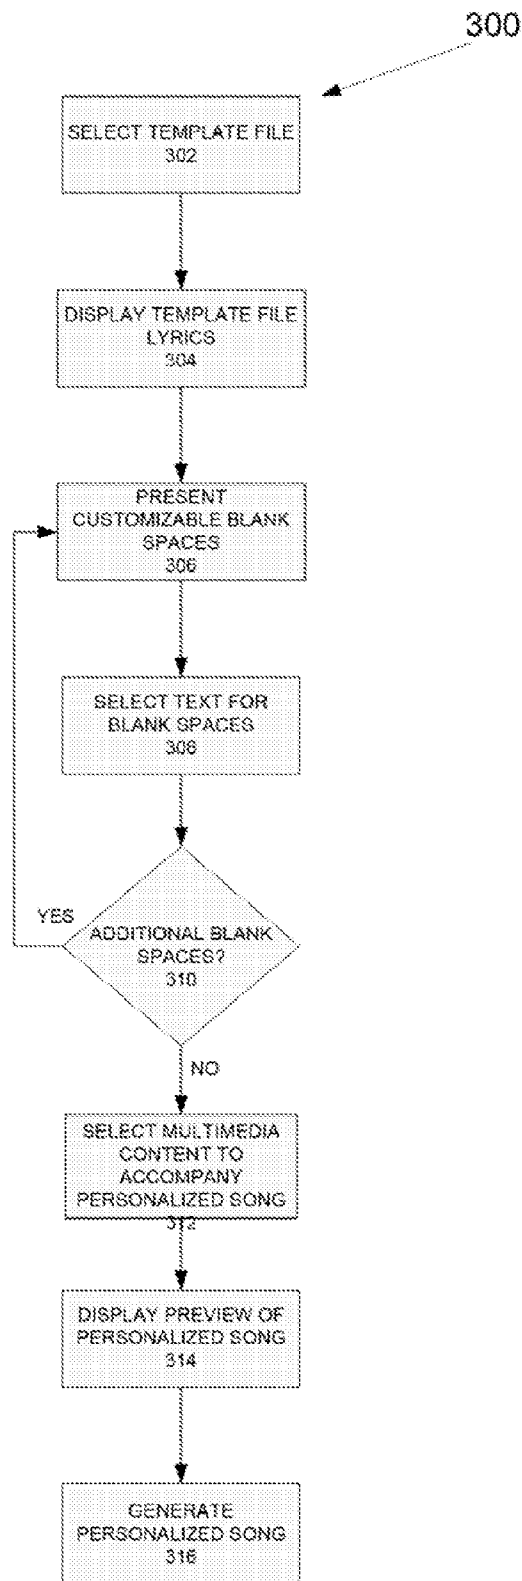 300
SELECT TEMPLATE FILE
302
DISPLAY TEMPLATE FILE
LYRICS
304
PRESENT
CUSTOMIZABLE BLANK
SPACES
306
SELECT TEXT FOR
BLANK SPACES
308
YES
ADDITIONAL BLANK
SPACES?
310
NO
SELECT MULTIMEDIA
CONTENT TO
ACCOMPANY
PERSONALIZED SONG
312
DISPLAY PREVIEW OF
PERSONALIZED SONG
314
GENERATE
PERSONALIZED SONG
316